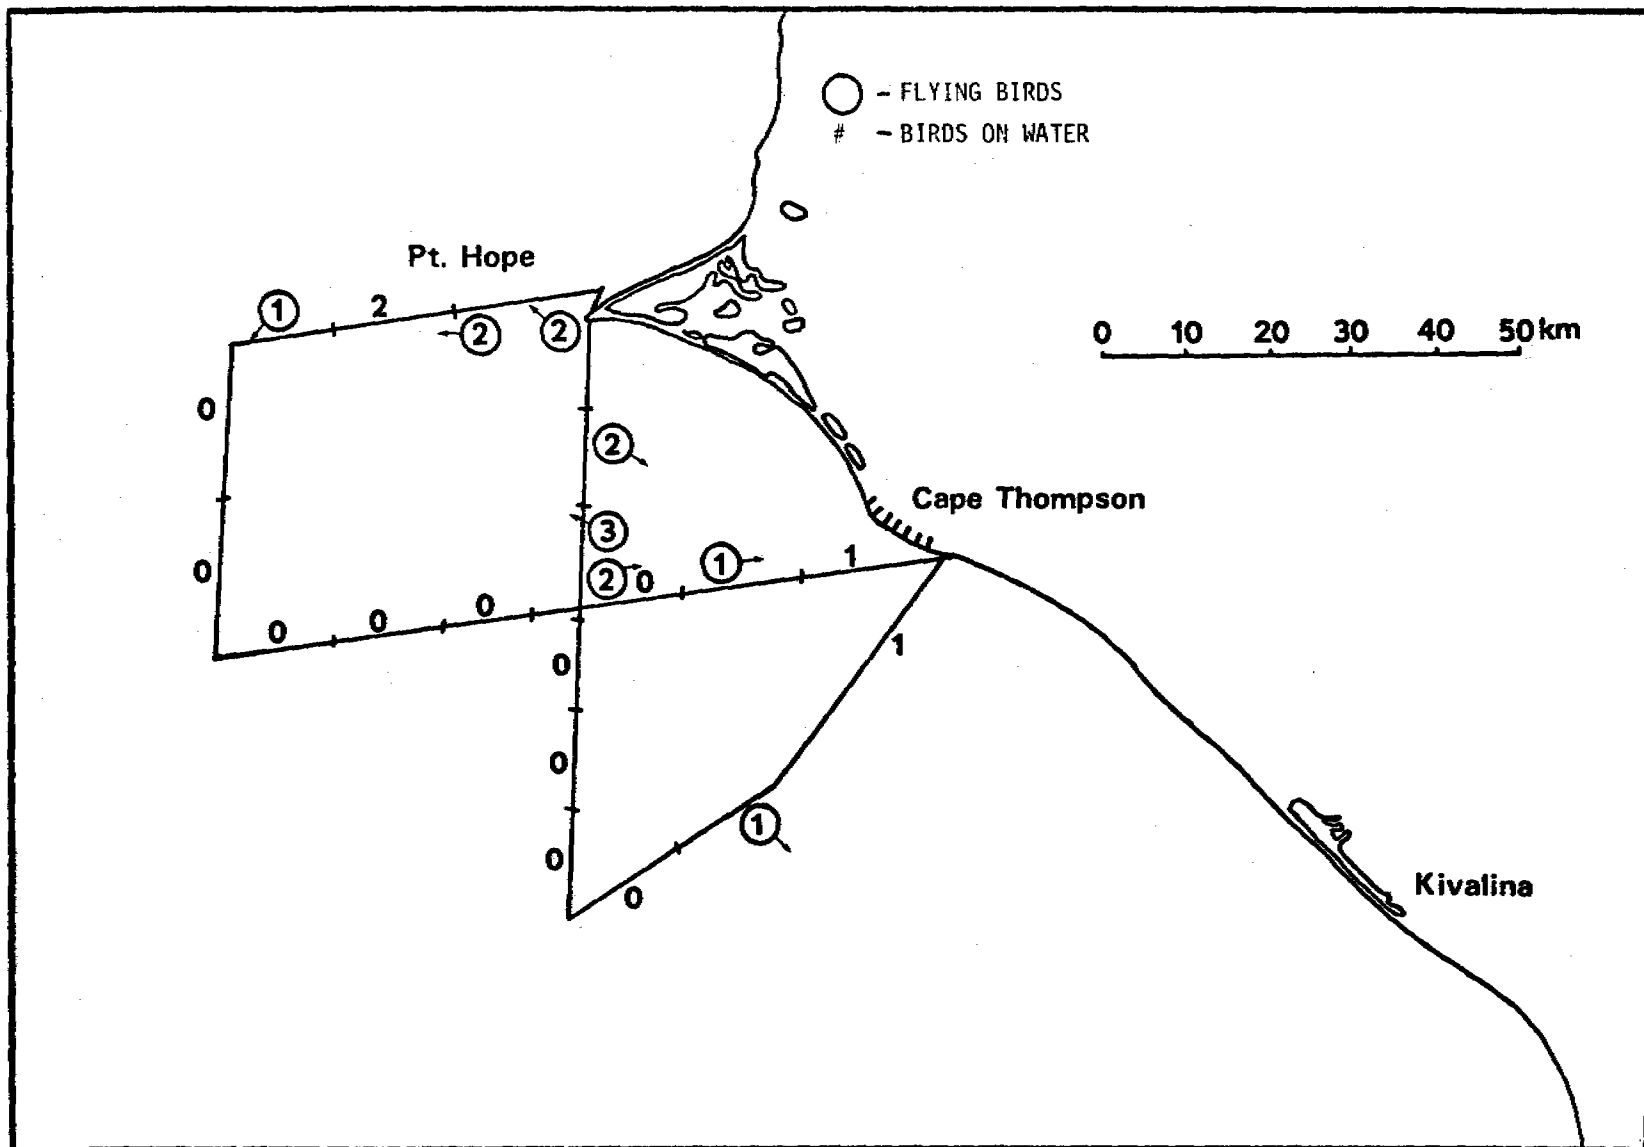 ○ - FLYING BIRDS
# - BIRDS ON WATER
Pt. Hope
1 2
2 2
0 10 20 30 40 50 km
0
2
Cape Thompson
3
0 2 0 1 1
0 0 0
0 1
0
1
0 0
Kivalina